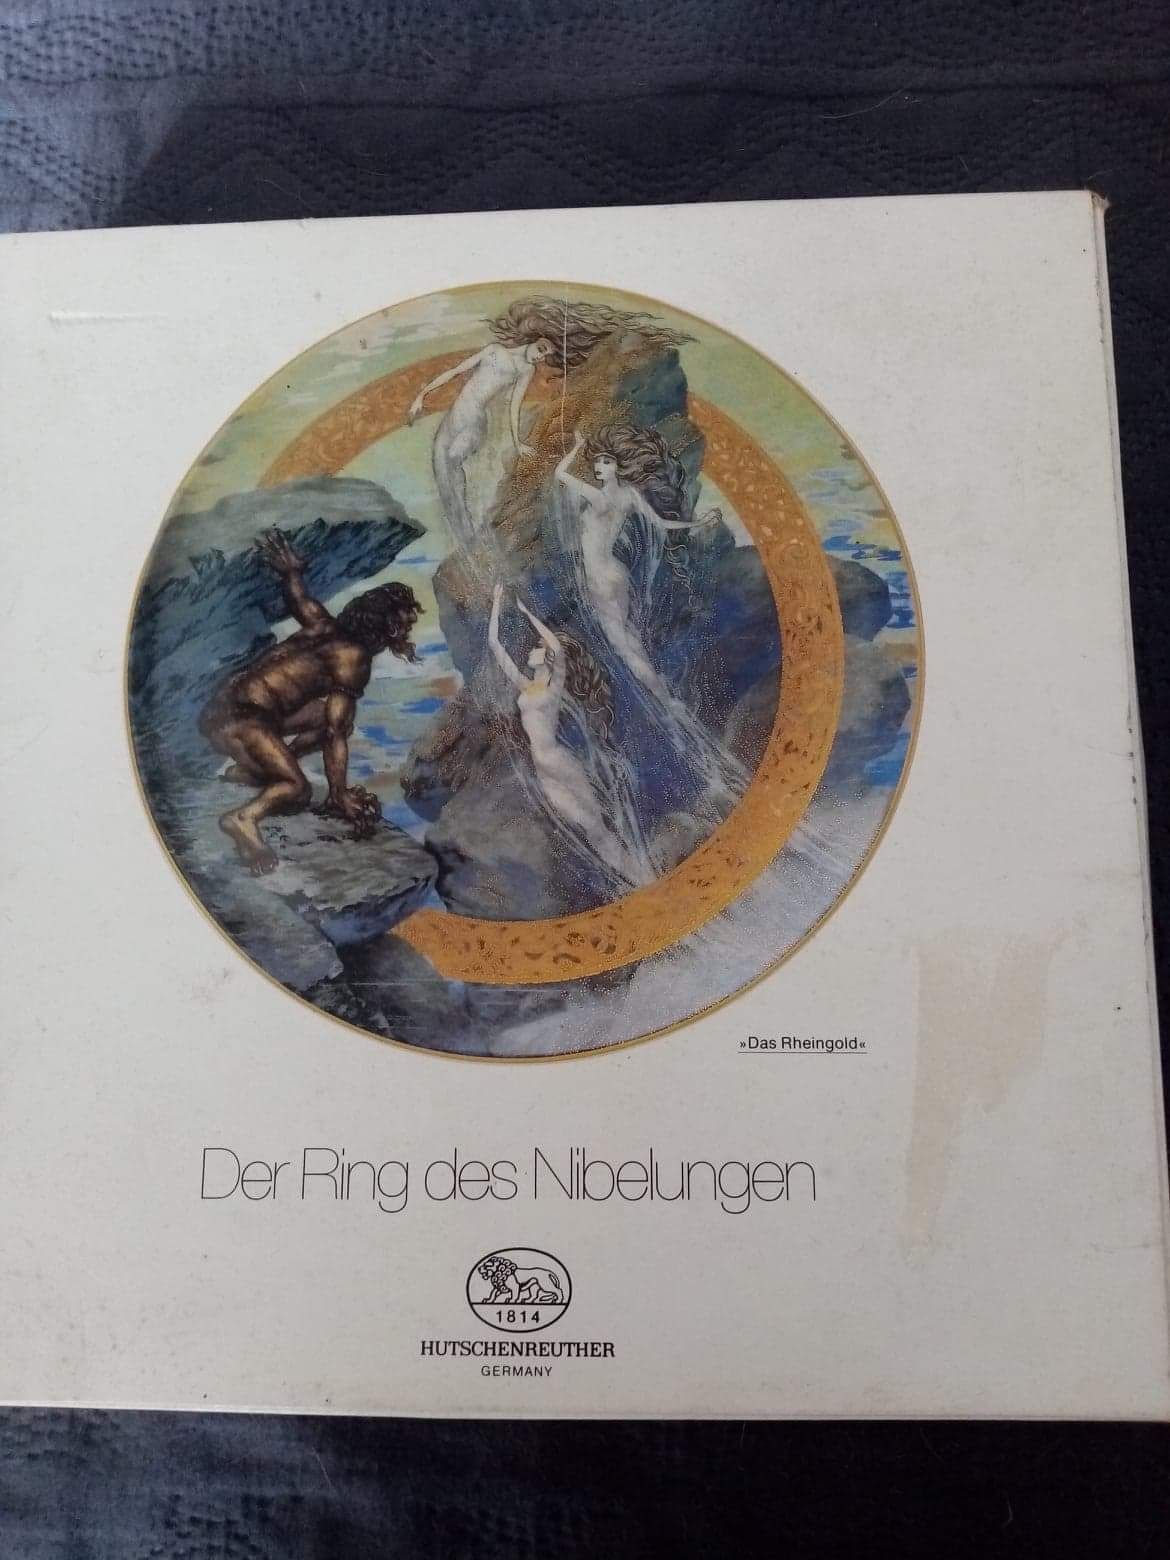 »Das Rheingold«
Der Ring des Nibelungen
1814
HUTSCHENREUTHER
GERMANY